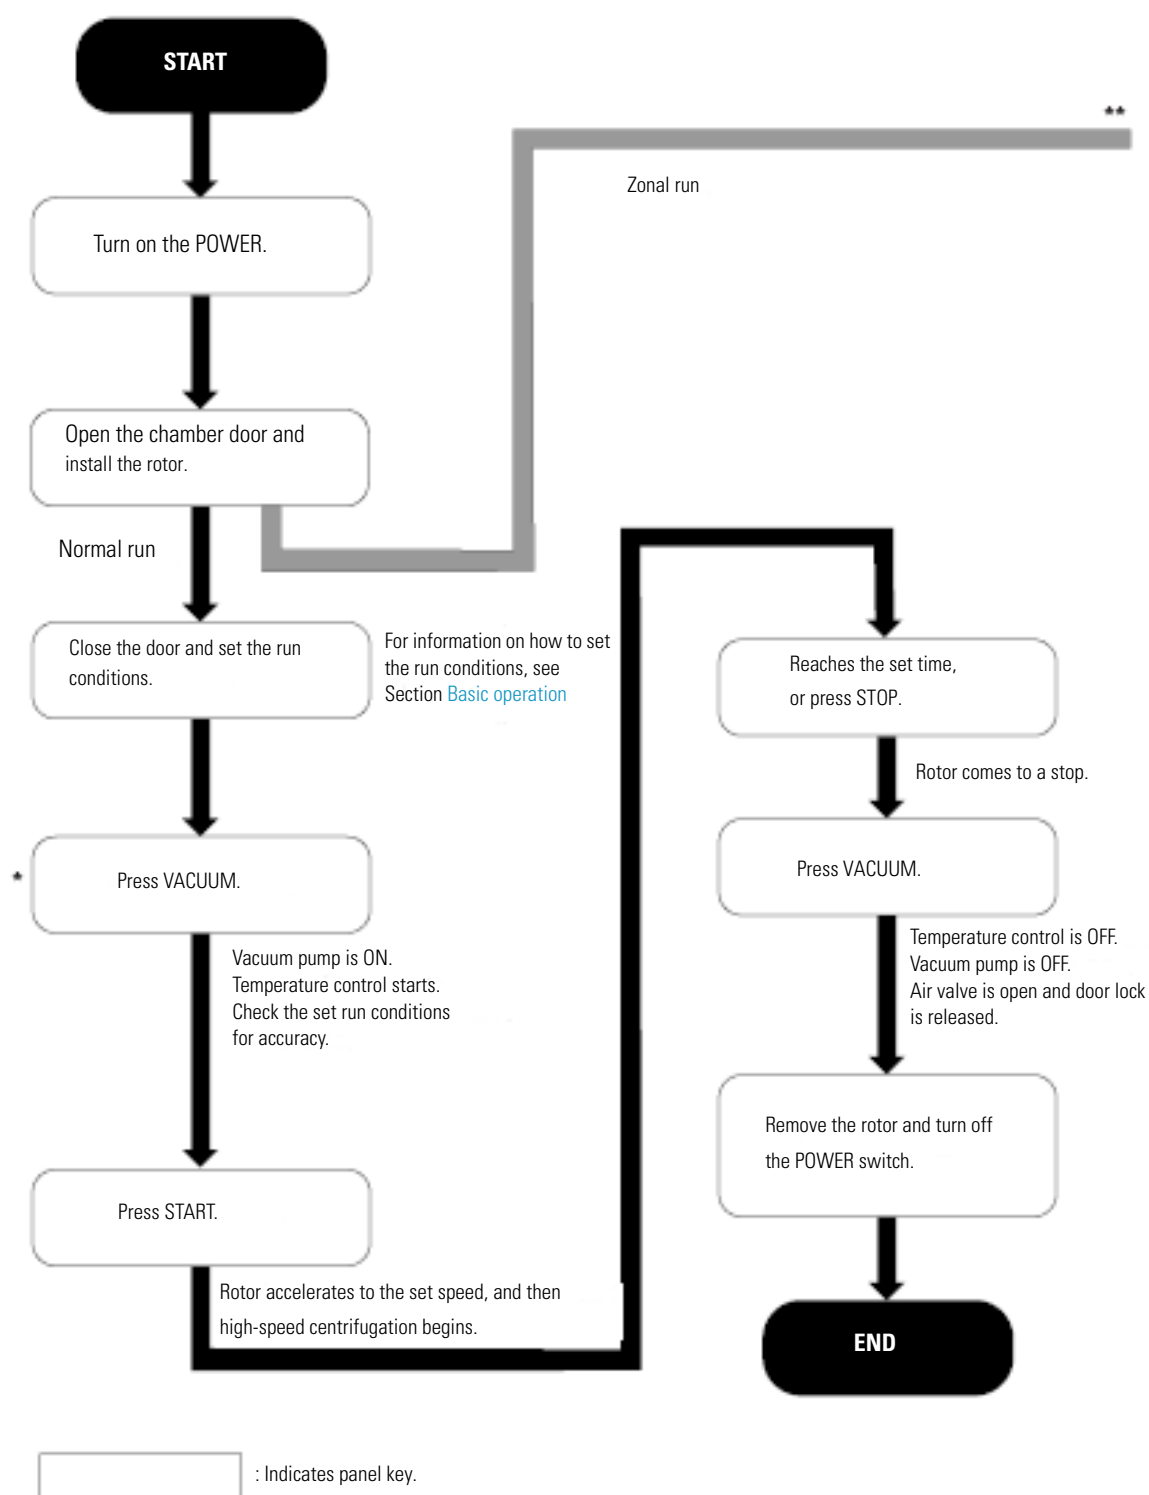 START
**
Zonal run
Turn on the POWER.
Open the chamber door and
install the rotor.
Normal run
Close the door and set the run
conditions.
For information on how to set
the run conditions, see
Section Basic operation
*
Press VACUUM.
Vacuum pump is ON.
Temperature control starts.
Check the set run conditions
for accuracy.
Press START.
Rotor accelerates to the set speed, and then
high-speed centrifugation begins.
Reaches the set time,
or press STOP.
Rotor comes to a stop.
Press VACUUM.
Temperature control is OFF.
Vacuum pump is OFF.
Air valve is open and door lock
is released.
Remove the rotor and turn off
the POWER switch.
END
: Indicates panel key.